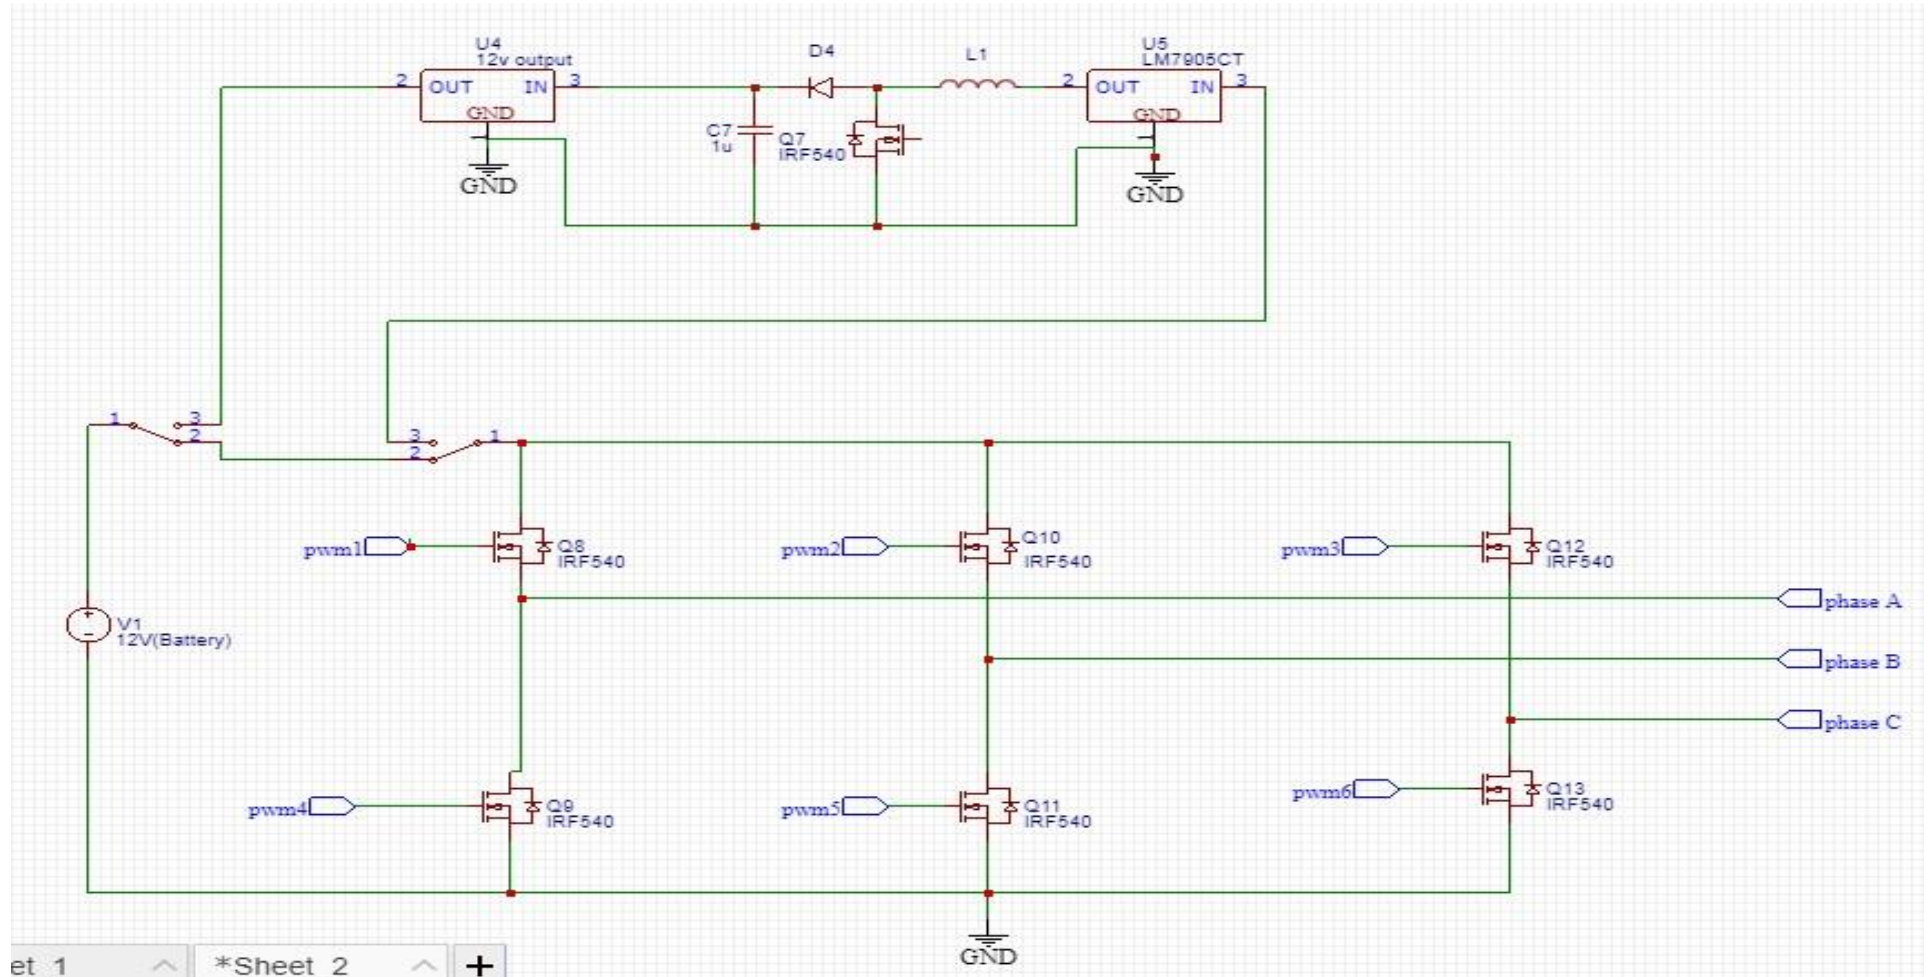 U4
12v output
D4
L1
U5
LM7905CT
2
OUT
IN
3
GND
2
OUT
IN
3
GND
1
1
C7
1u
Q7
IRF540
GND
GND
1
3
2
3
2
1
pwm1
Q8
IRF540
pwm2
Q10
IRF540
pwm3
Q12
IRF540
phase A
V1
12V(Battery)
phase B
phase C
pwm4
Q9
IRF540
pwm5
Q11
IRF540
pwm6
Q13
IRF540
GND
et 1
*Sheet 2
+